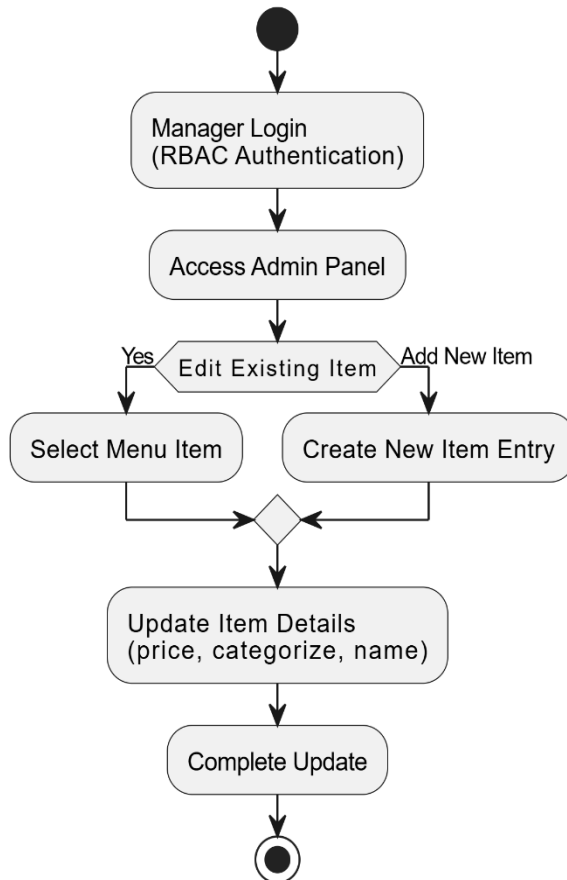 Manager Login
(RBAC Authentication)
Access Admin Panel
Yes
Edit Existing Item
Add New Item
Select Menu Item
Create New Item Entry
Update Item Details
(price, categorize, name)
Complete Update